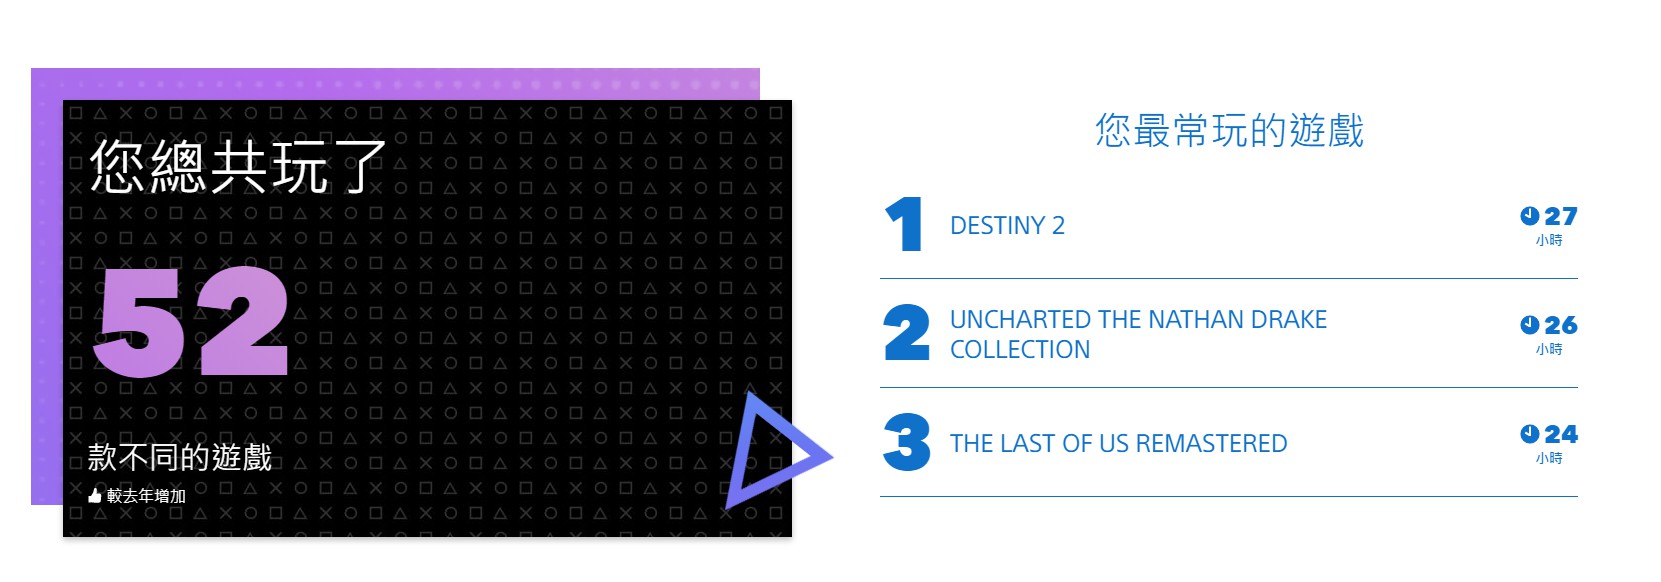 您總共玩了
52
款不同的遊戲
較去年增加
您最常玩的遊戲
1 DESTINY 2 27
小時
2 UNCHARTED THE NATHAN DRAKE
COLLECTION 26
小時
3 THE LAST OF US REMASTERED 24
小時